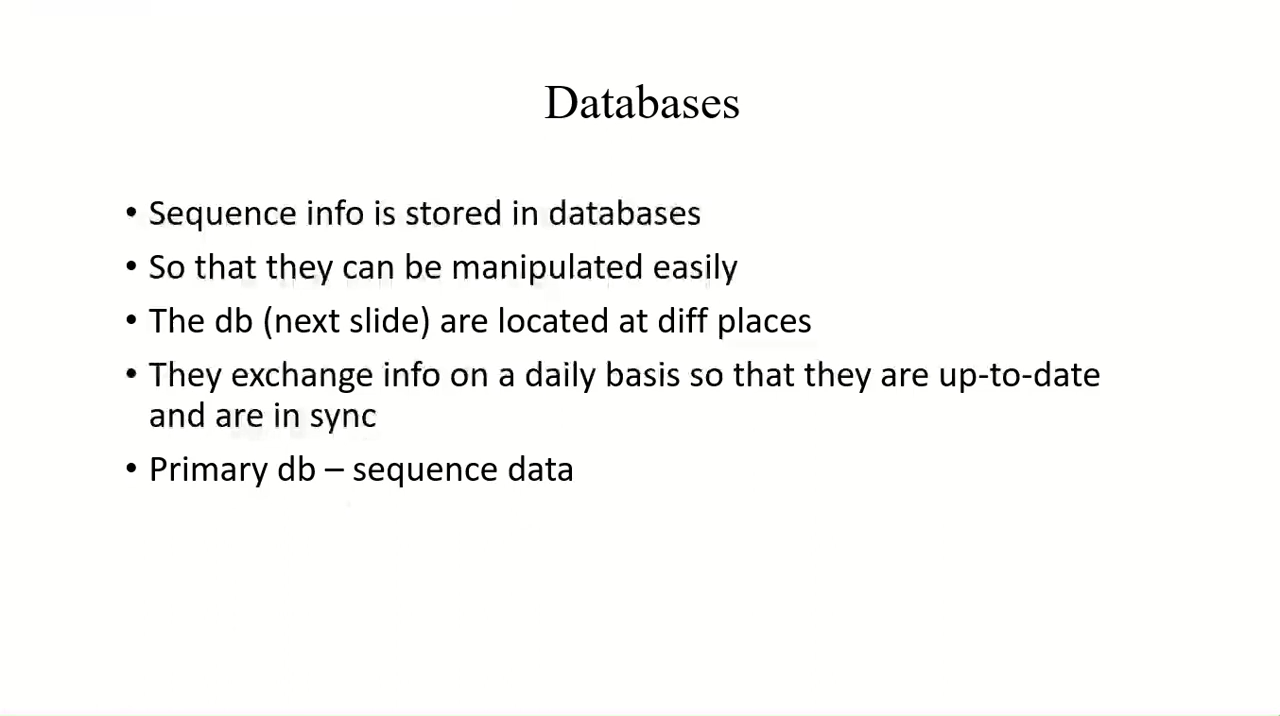 Databases
• Sequence info is stored in databases
• So that they can be manipulated easily
• The db (next slide) are located at diff places
• They exchange info on a daily basis so that they are up-to-date
and are in sync
• Primary db – sequence data